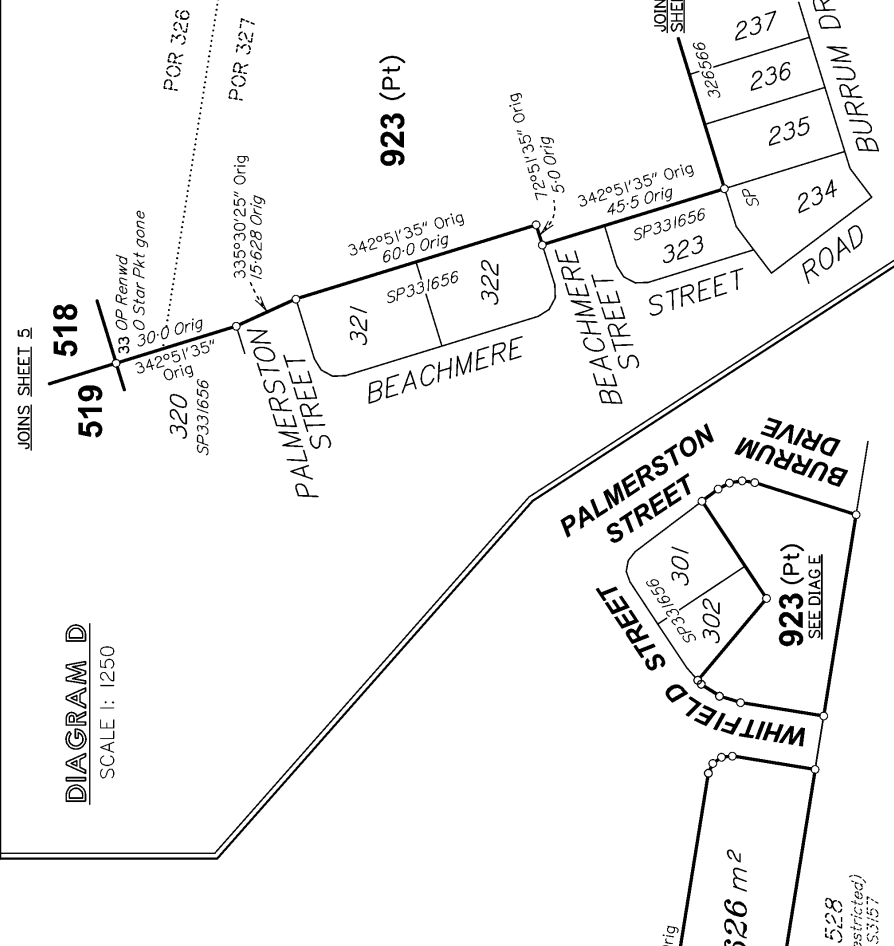 DIAGRAM D
SCALE 1: 1250
JOINS SHEET 5
519
518
33 OP Renwd
O Star Pkt gone
30·0 Orig
342°51'35"
Orig
320
SP331656
POR 326
POR 327
335°30'25" Orig
15·628 Orig
923 (Pt)
PALMERSTON
STREET
342°51'35" Orig
60·0 Orig
SP331656
321
322
BEACHMERE
72°51'35" Orig
5·0 Orig
BEACHMERE
STREET
342°51'35" Orig
45·5 Orig
SP331656
323
STREET
SP
326566
237
236
235
234
ROAD
BURRUM DR
PALMERSTON
STREET
BURRUM
DRIVE
301
302
SP331656
WHITFIELD STREET
923 (Pt)
SEE DIAG E
626 m²
528